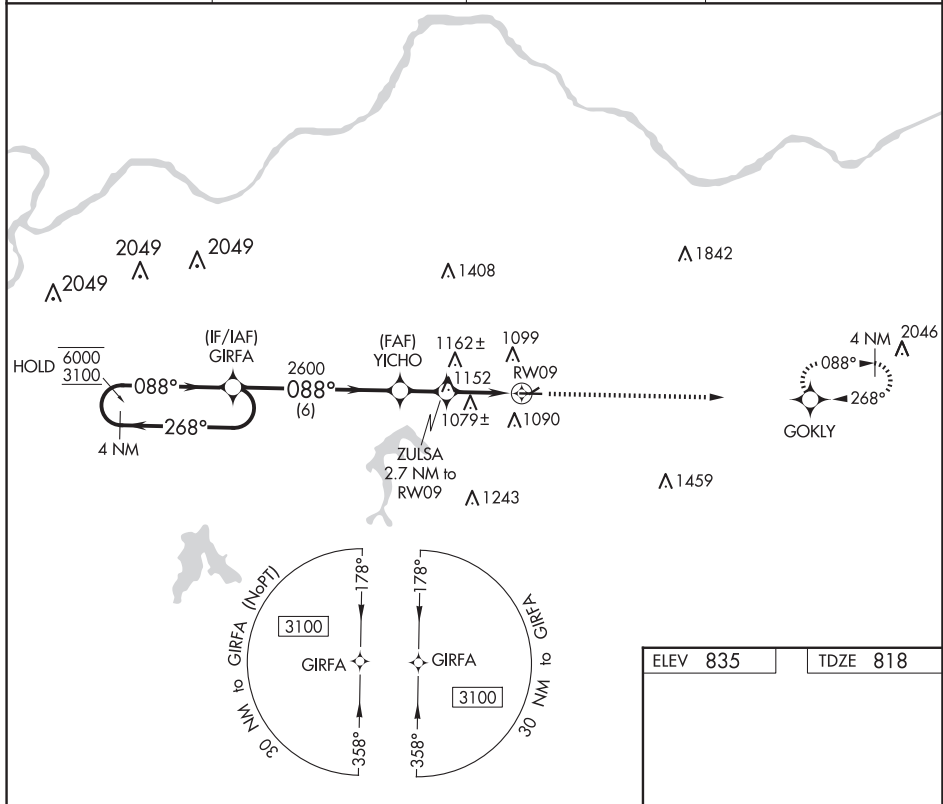 2049
2049
2049
1408
1842
HOLD
6000
3100
088°
268°
4 NM
(IF/IAF)
GIRFA
2600
088°
(6)
(FAF)
YICHO
1162±
1152
1079±
ZULSA
2.7 NM to
RW09
1099
RW09
1090
1243
1459
4 NM
2046
088°
268°
GOKLY
30 NM to GIRFA (NoPT)
178°
3100
GIRFA
358°
178°
GIRFA
3100
358°
30 NM to GIRFA
ELEV 835
TDZE 818